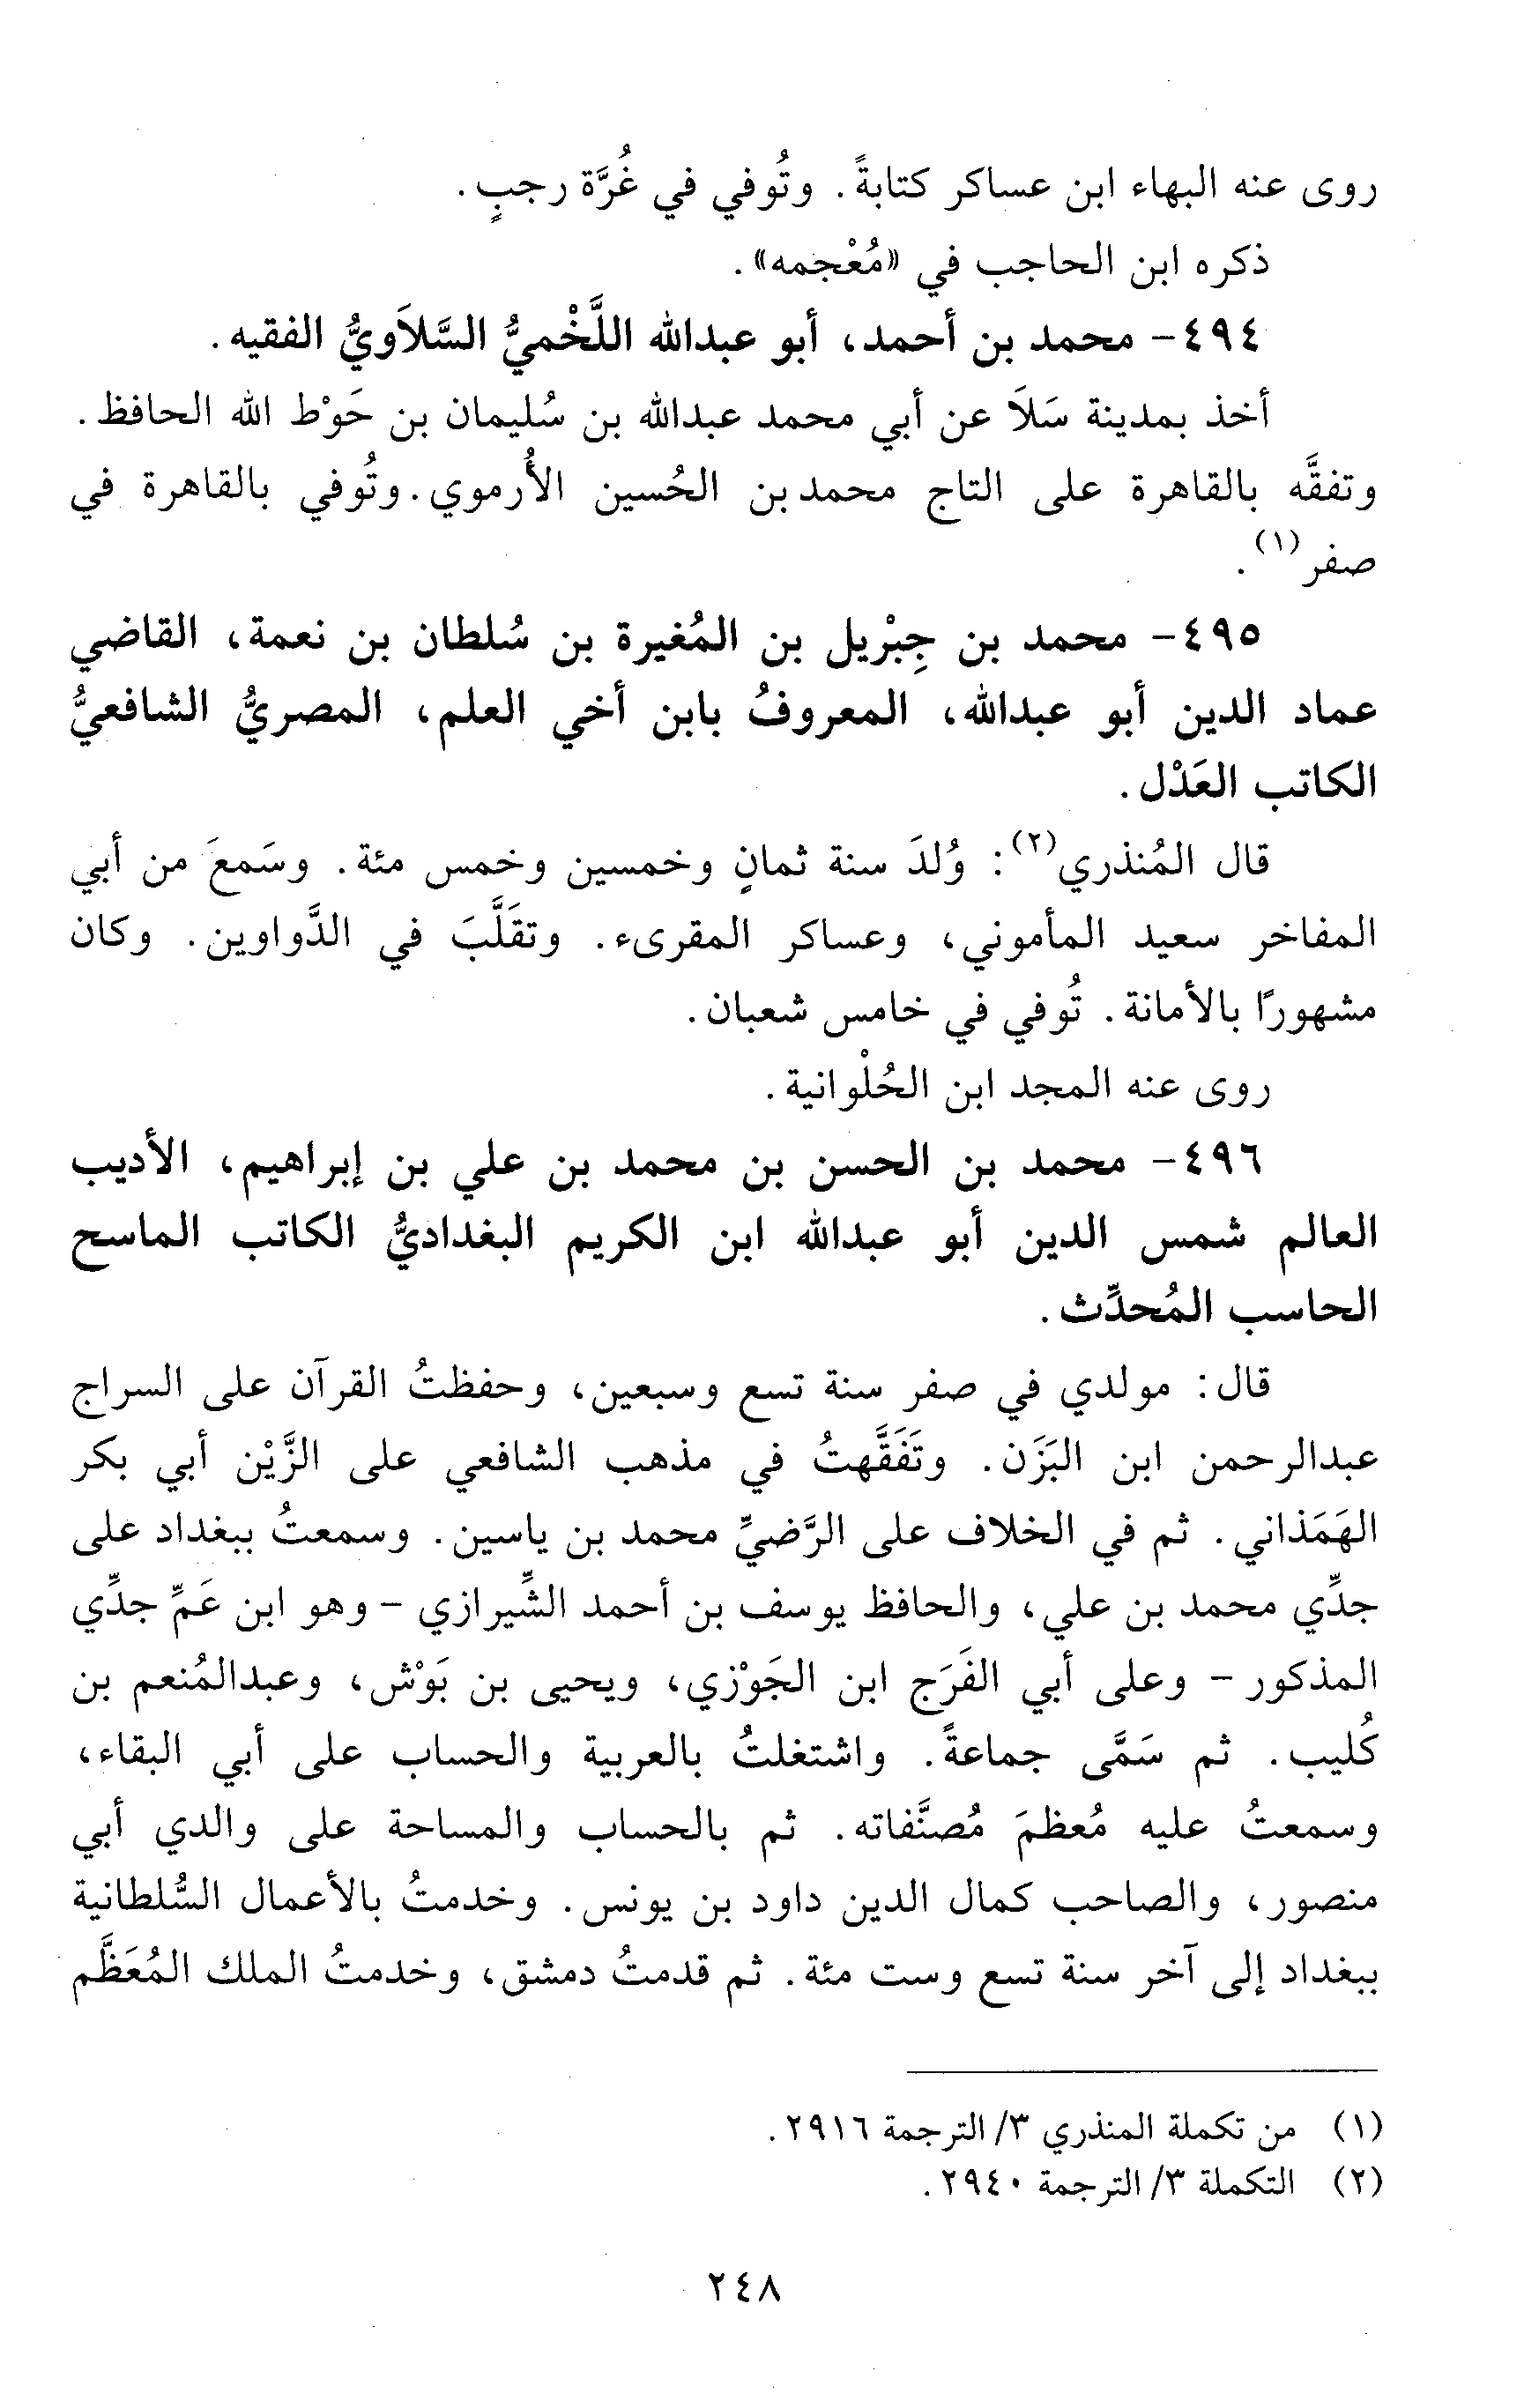 روى عنه البهاء ابن عساكر كتابةً. وتُوفي في غُرَّة رجبٍ.
ذكره ابن الحاجب في «مُعْجمه».
٤٩٤- محمد بن أحمد، أبو عبدالله اللَّخْميُّ السَّلاَويُّ الفقيه.
أخذ بمدينة سَلاَ عن أبي محمد عبدالله بن سُليمان بن حَوْط الله الحافظ.
وتفقَّه بالقاهرة على التاج محمد بن الحُسين الأُرموي. وتُوفي بالقاهرة في
صفر(١).
٤٩٥- محمد بن جِبْريل بن المُغيرة بن سُلطان بن نعمة، القاضي
عماد الدين أبو عبدالله، المعروفُ بابن أخي العلم، المصريُّ الشافعيُّ
الكاتب العَدْل.
قال المُنذري(٢): وُلدَ سنة ثمانٍ وخمسين وخمس مئة. وسَمعَ من أبي
المفاخر سعيد المأموني، وعساكر المقرىء. وتقَلَّبَ في الدَّواوين. وكان
مشهورًا بالأمانة. تُوفي في خامس شعبان.
روى عنه المجد ابن الحُلْوانية.
٤٩٦- محمد بن الحسن بن محمد بن علي بن إبراهيم، الأديب
العالم شمس الدين أبو عبدالله ابن الكريم البغداديُّ الكاتب الماسح
الحاسب المُحدِّث.
قال: مولدي في صفر سنة تسع وسبعين، وحفظتُ القرآن على السراج
عبدالرحمن ابن البَزَن. وتَفَقَّهتُ في مذهب الشافعي على الزَّيْن أبي بكر
الهَمَذاني. ثم في الخلاف على الرَّضيِّ محمد بن ياسين. وسمعتُ ببغداد على
جدِّي محمد بن علي، والحافظ يوسف بن أحمد الشِّيرازي - وهو ابن عَمِّ جدِّي
المذكور - وعلى أبي الفَرَج ابن الجَوْزي، ويحيى بن بَوْش، وعبدالمُنعم بن
كُليب. ثم سَمَّى جماعةً. واشتغلتُ بالعربية والحساب على أبي البقاء،
وسمعتُ عليه مُعظمَ مُصنَّفاته. ثم بالحساب والمساحة على والدي أبي
منصور، والصاحب كمال الدين داود بن يونس. وخدمتُ بالأعمال السُّلطانية
ببغداد إلى آخر سنة تسع وست مئة. ثم قدمتُ دمشق، وخدمتُ الملك المُعَظَّم
(١) من تكملة المنذري ٣/ الترجمة ٢٩١٦.
(٢) التكملة ٣/ الترجمة ٢٩٤٠.
٢٤٨